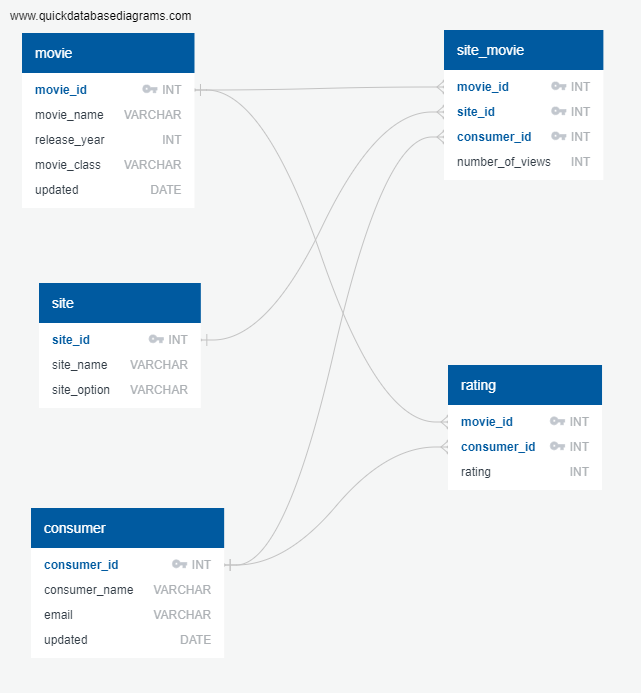 www.quickdatabasediagrams.com
movie
movie_id INT
movie_name VARCHAR
release_year INT
movie_class VARCHAR
updated DATE
site_movie
movie_id INT
site_id INT
consumer_id INT
number_of_views INT
site
site_id INT
site_name VARCHAR
site_option VARCHAR
rating
movie_id INT
consumer_id INT
rating INT
consumer
consumer_id INT
consumer_name VARCHAR
email VARCHAR
updated DATE